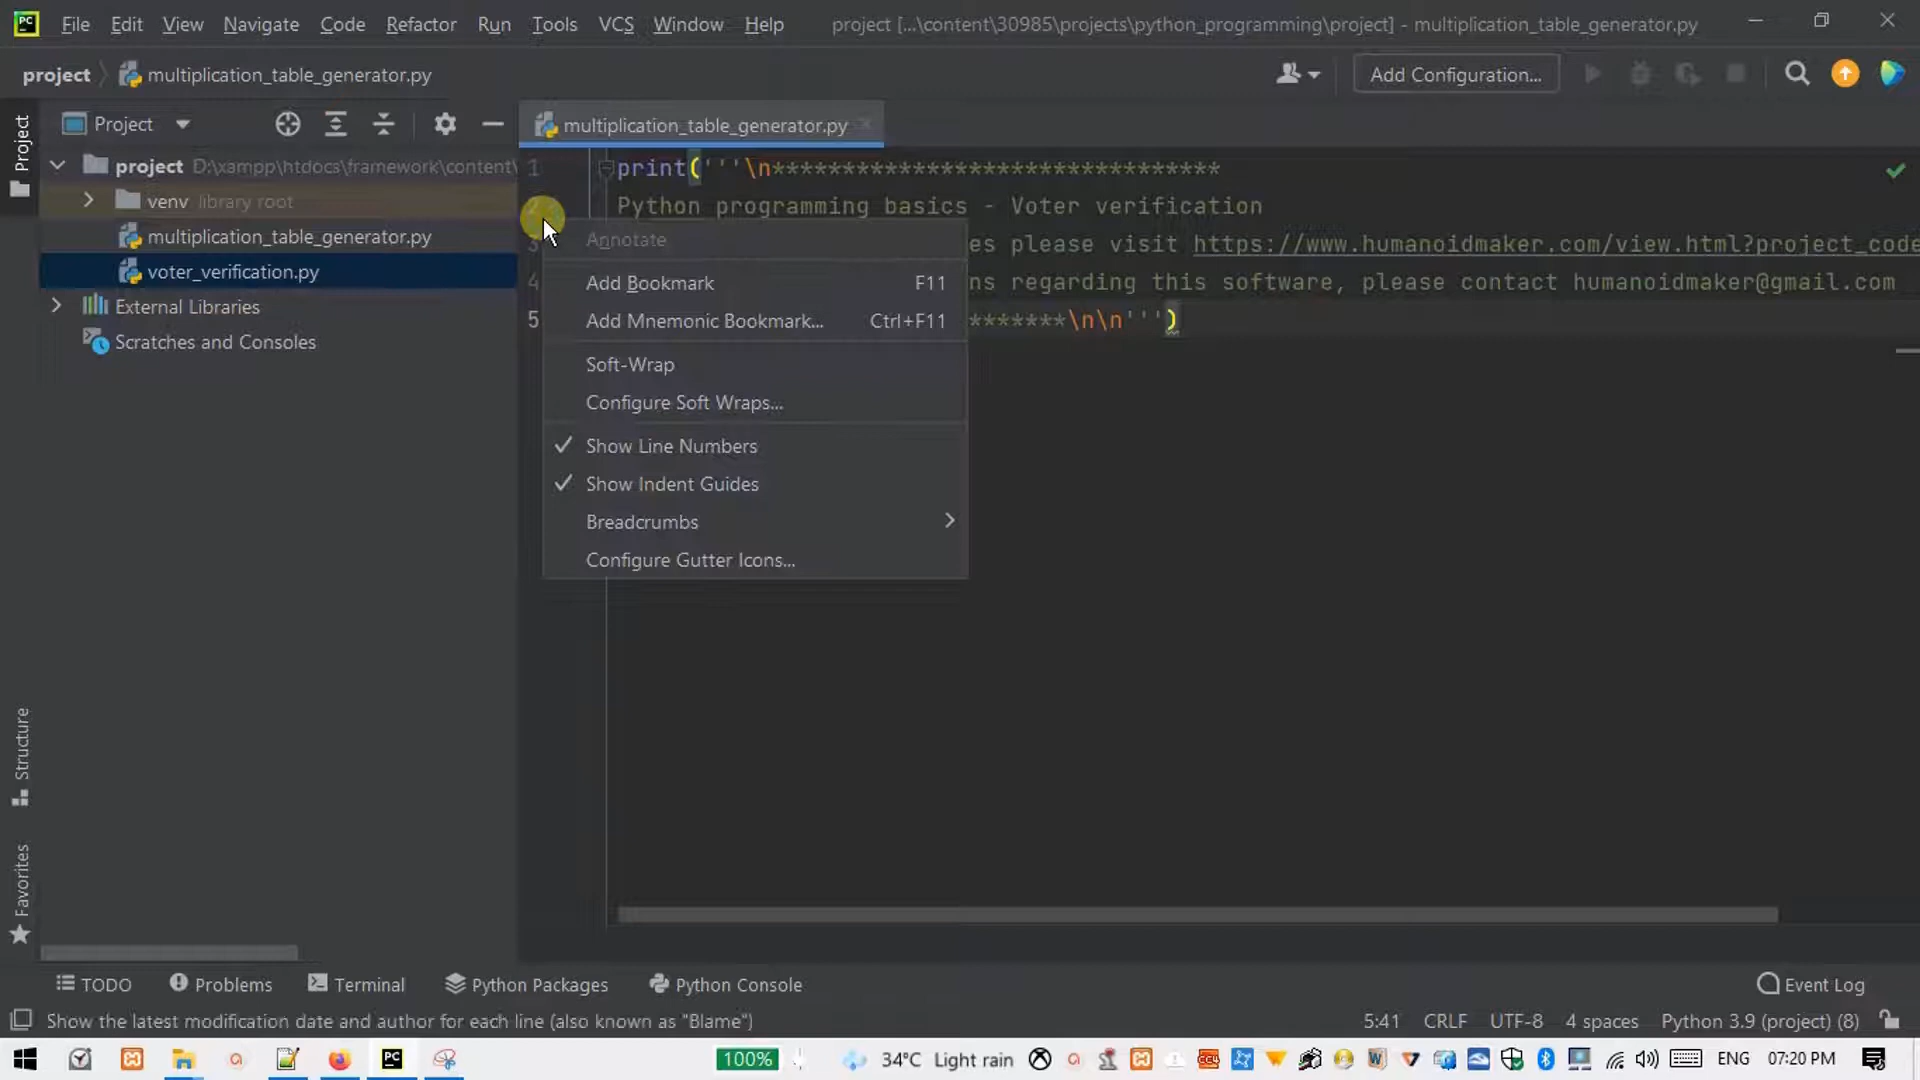 PC File Edit View Navigate Code Refactor Run Tools VCS Window Help project [...\content\30985\projects\python_programming\project] - multiplication_table_generator.py
project multiplication_table_generator.py Add Configuration...
Project
Project
multiplication_table_generator.py
project D:\xampp\htdocs\framework\content\
venv library root
multiplication_table_generator.py
voter_verification.py
External Libraries
Scratches and Consoles
1 print('''\n********************************
2 Python programming basics - Voter verification
3 es please visit https://www.humanoidmaker.com/view.html?project_code
4 ns regarding this software, please contact humanoidmaker@gmail.com
5 *******\n\n''')
Annotate
Add Bookmark F11
Add Mnemonic Bookmark... Ctrl+F11
Soft-Wrap
Configure Soft Wraps...
Show Line Numbers
Show Indent Guides
Breadcrumbs
Configure Gutter Icons...
Structure
Favorites
TODO Problems Terminal Python Packages Python Console Event Log
Show the latest modification date and author for each line (also known as "Blame") 5:41 CRLF UTF-8 4 spaces Python 3.9 (project) (8)
PC 100% 34°C Light rain ENG 07:20 PM